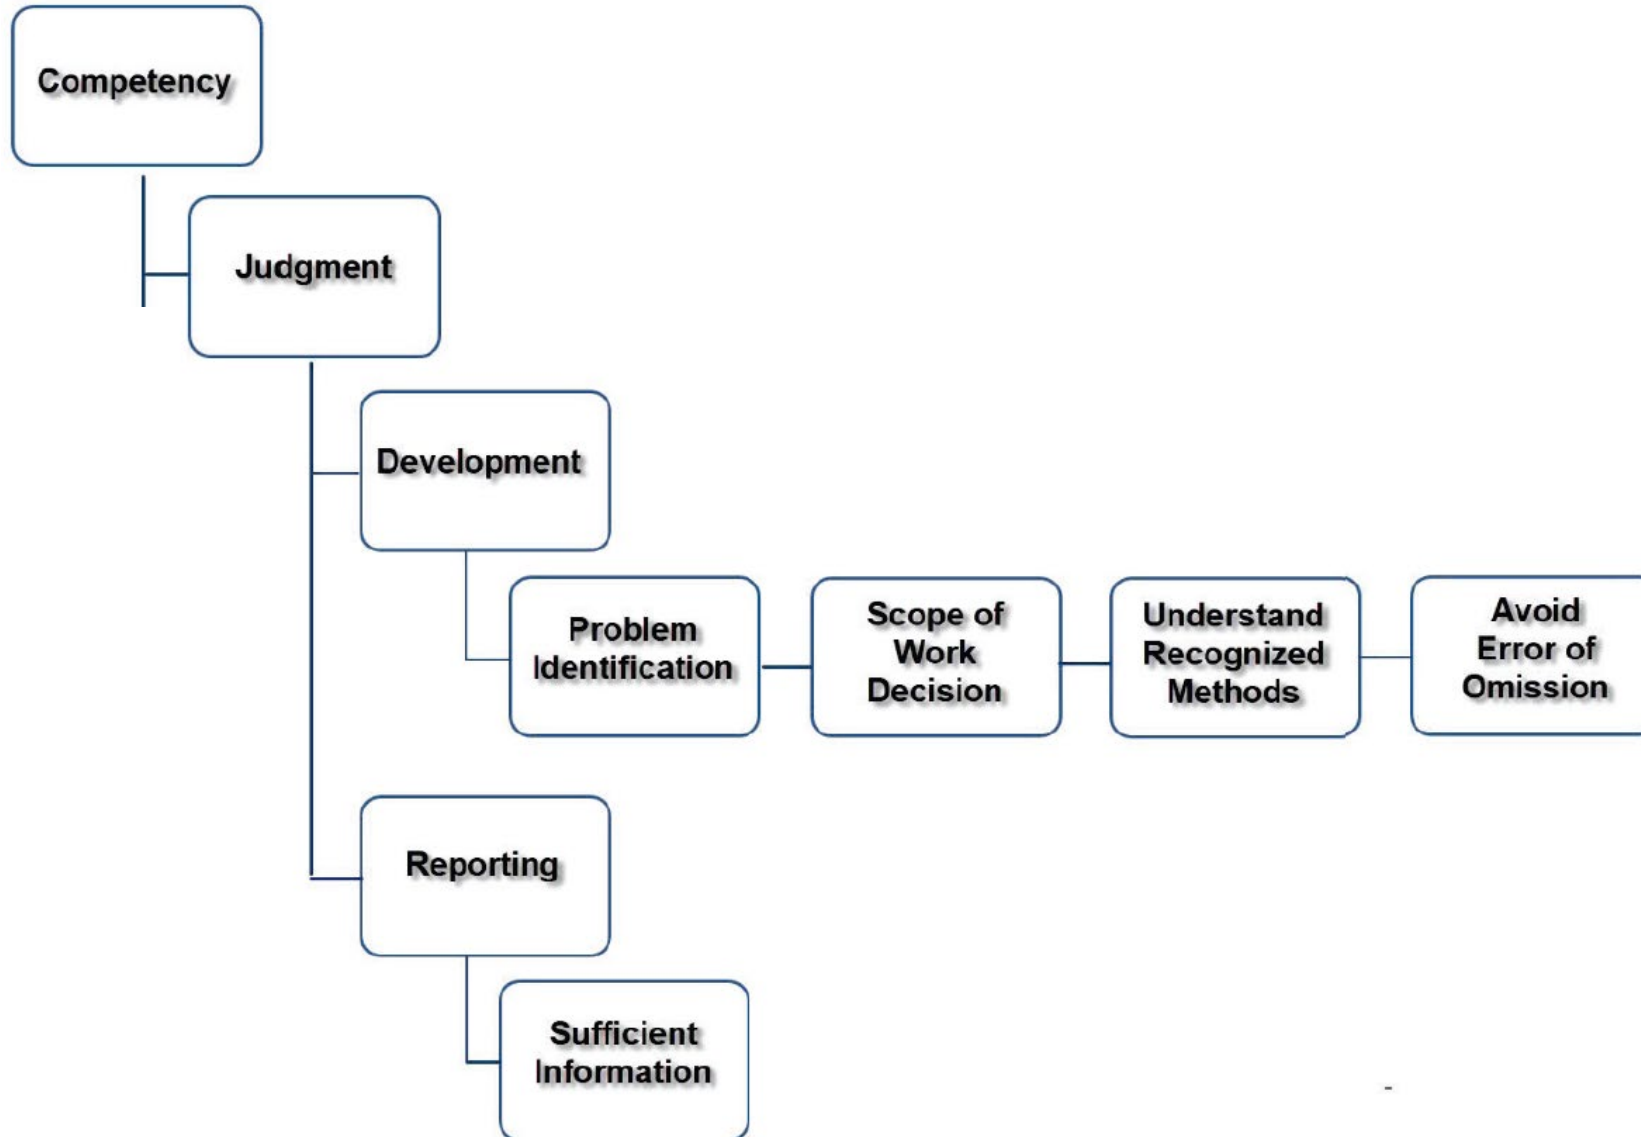 Competency
Judgment
Development
Problem
Identification
Scope of
Work
Decision
Understand
Recognized
Methods
Avoid
Error of
Omission
Reporting
Sufficient
Information
-